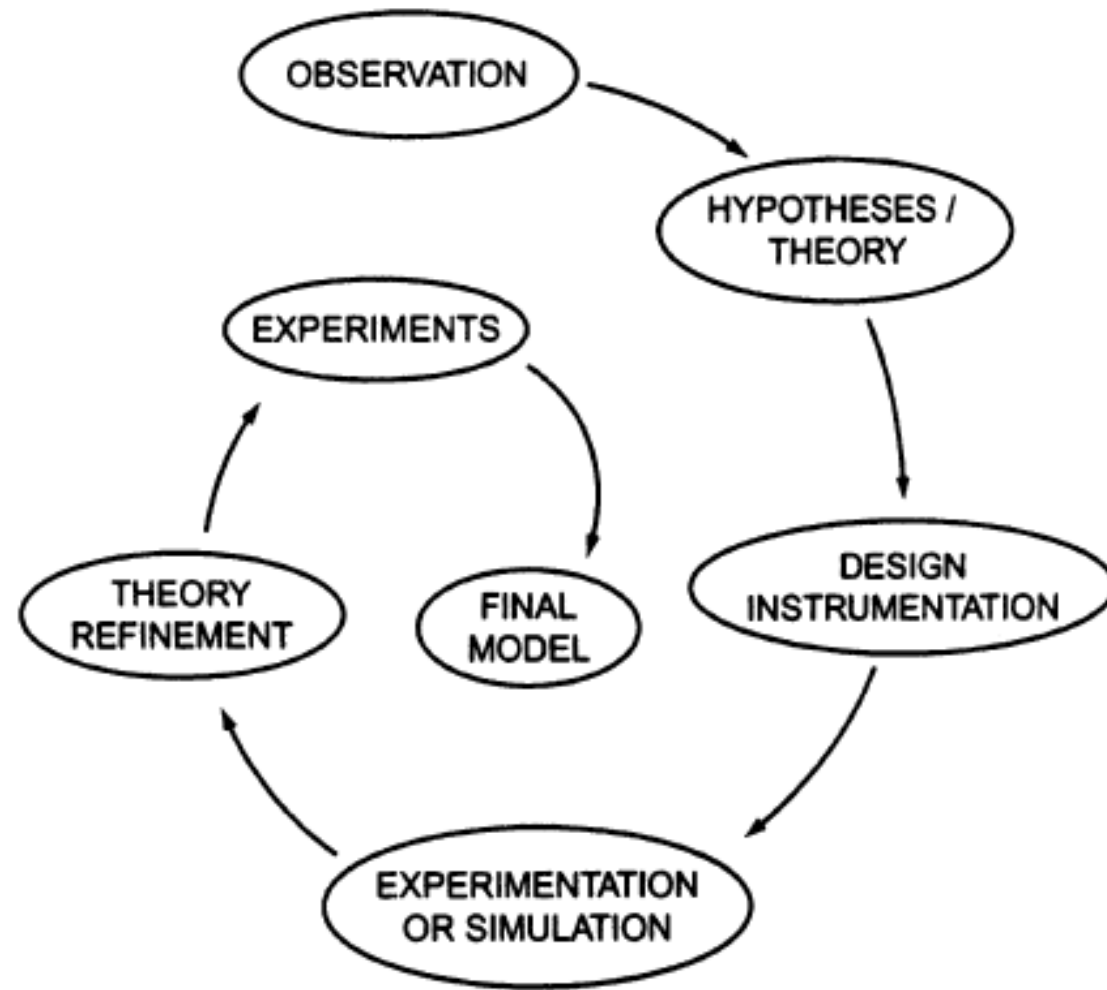 OBSERVATION
HYPOTHESES /
THEORY
EXPERIMENTS
DESIGN
INSTRUMENTATION
THEORY
REFINEMENT
FINAL
MODEL
EXPERIMENTATION
OR SIMULATION